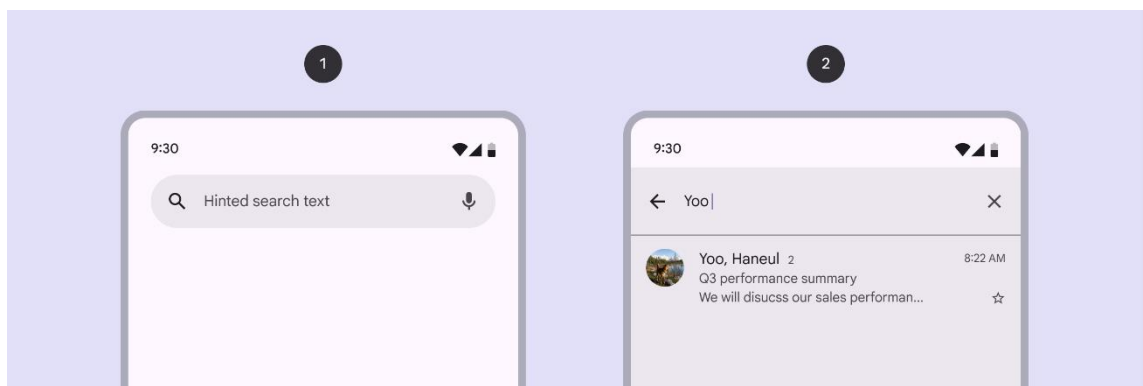 1
9:30
Hinted search text
2
9:30
Yoo
Yoo, Haneul 2
8:22 AM
Q3 performance summary
We will disucss our sales performan...